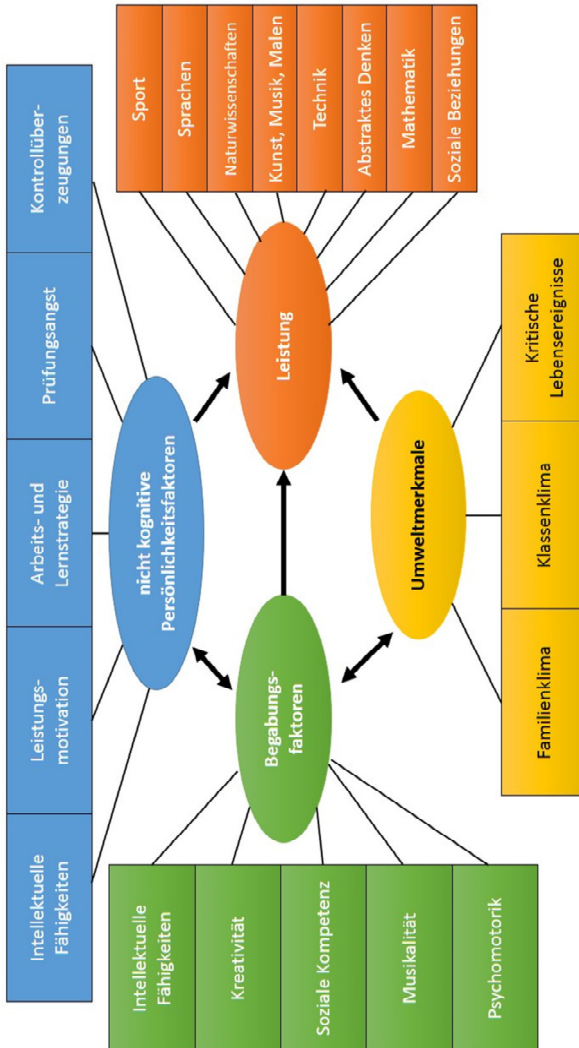 Intellektuelle
Fähigkeiten
Leistungs-
motivation
Arbeits- und
Lernstrategie
Prüfungsangst
Kontrollüber-
zeugungen
nicht kognitive
Persönlichkeitsfaktoren
Intellektuelle
Fähigkeiten
Kreativität
Soziale Kompetenz
Musikalität
Psychomotorik
Begabungs-
faktoren
Leistung
Sport
Sprachen
Naturwissenschaften
Kunst, Musik, Malen
Technik
Abstraktes Denken
Mathematik
Soziale Beziehungen
Umweltmerkmale
Familienklima
Klassenklima
Kritische
Lebensereignisse